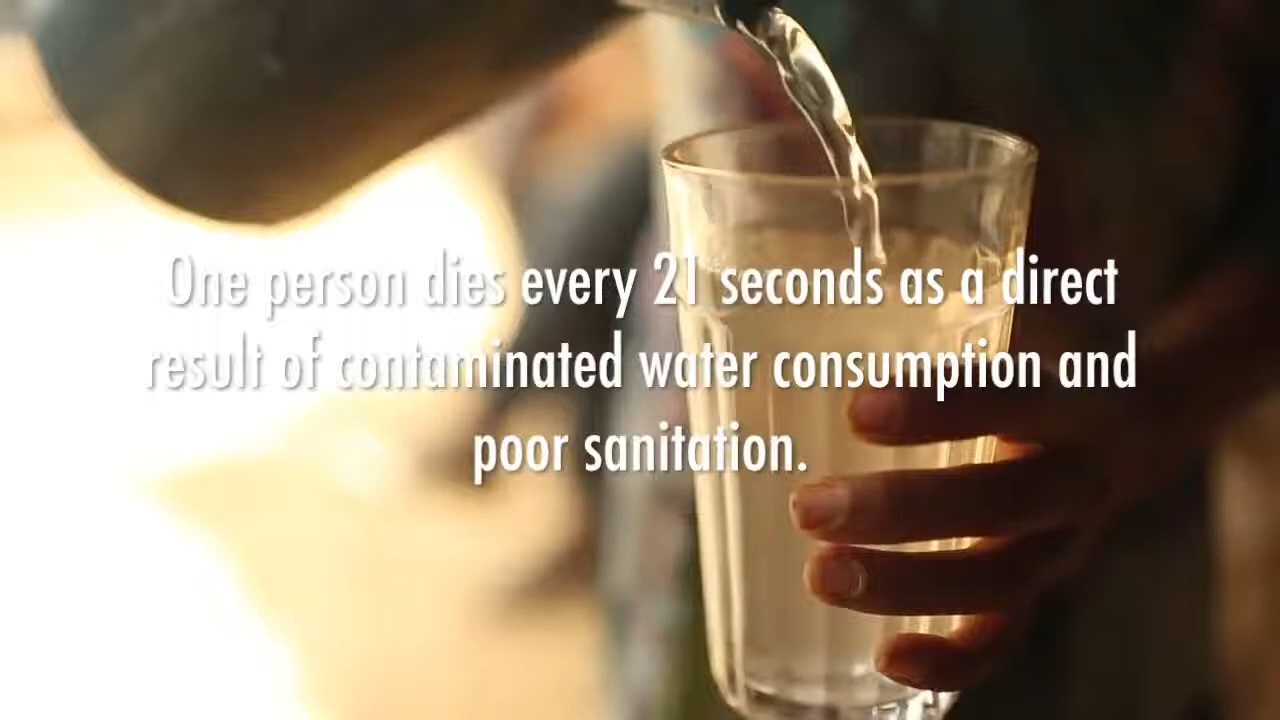 One person dies every 21 seconds as a direct
result of contaminated water consumption and
poor sanitation.